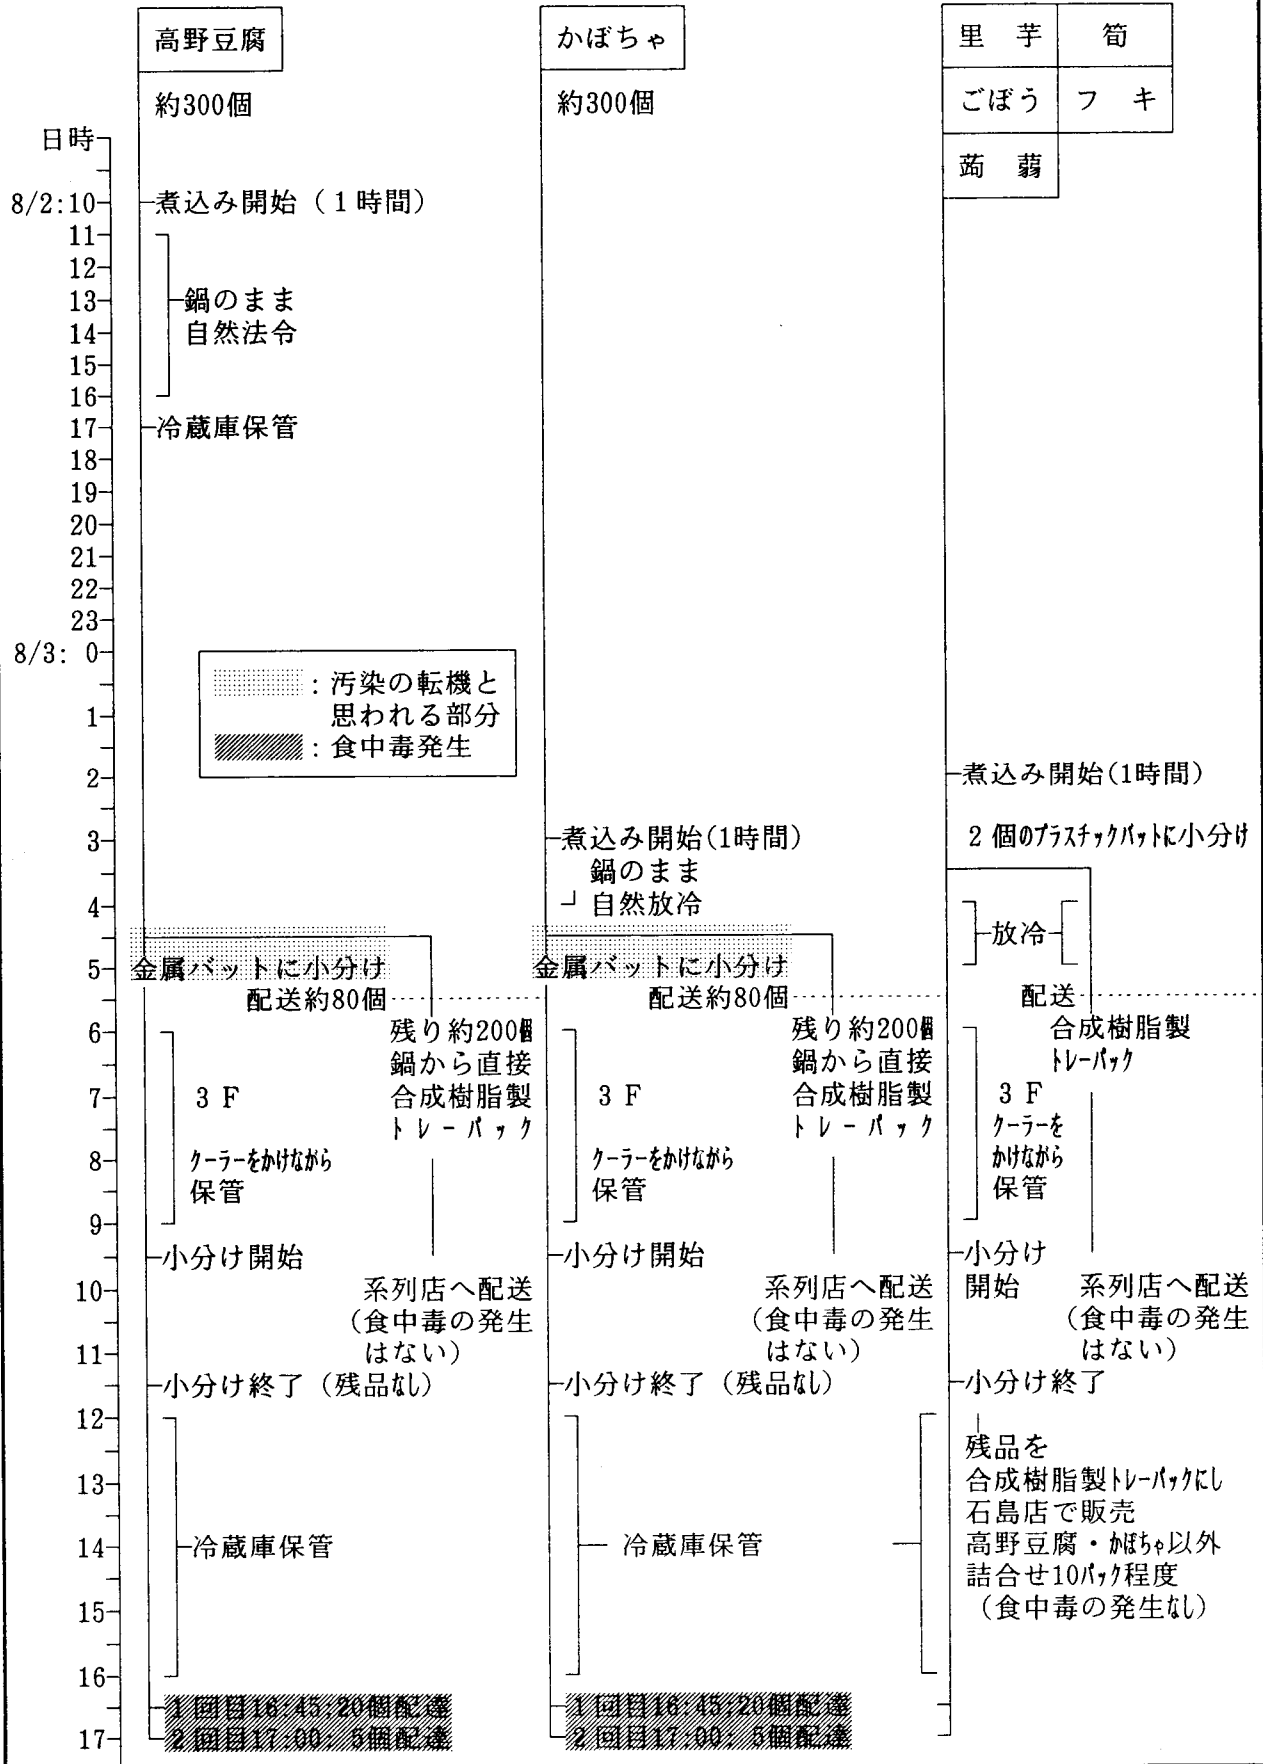 高野豆腐
約300個
かぼちゃ
約300個
里芋 筍
ごぼう フキ
蒟蒻
日時
8/2:10
11
12
13
14
15
16
17
18
19
20
21
22
23
8/3: 0
1
2
3
4
5
6
7
8
9
10
11
12
13
14
15
16
17
煮込み開始（１時間）
鍋のまま
自然法令
冷蔵庫保管
：汚染の転機と
思われる部分
：食中毒発生
金属バットに小分け
配送約80個
残り約200個
鍋から直接
合成樹脂製
トレーパック
３Ｆ
クーラーをかけながら
保管
小分け開始
系列店へ配送
（食中毒の発生
はない）
小分け終了（残品なし）
冷蔵庫保管
１回目16:45:20個配達
２回目17:00: 5個配達
煮込み開始(1時間)
鍋のまま
自然放冷
金属バットに小分け
配送約80個
残り約200個
鍋から直接
合成樹脂製
トレーパック
３Ｆ
クーラーをかけながら
保管
小分け開始
系列店へ配送
（食中毒の発生
はない）
小分け終了（残品なし）
冷蔵庫保管
１回目16:45:20個配達
２回目17:00: 5個配達
煮込み開始(1時間)
２個のプラスチックバットに小分け
放冷
配送
合成樹脂製
トレーパック
３Ｆ
クーラーを
かけながら
保管
小分け
開始
系列店へ配送
（食中毒の発生
はない）
小分け終了
残品を
合成樹脂製トレーパックにし
石島店で販売
高野豆腐・かぼちゃ以外
詰合せ10パック程度
（食中毒の発生なし）